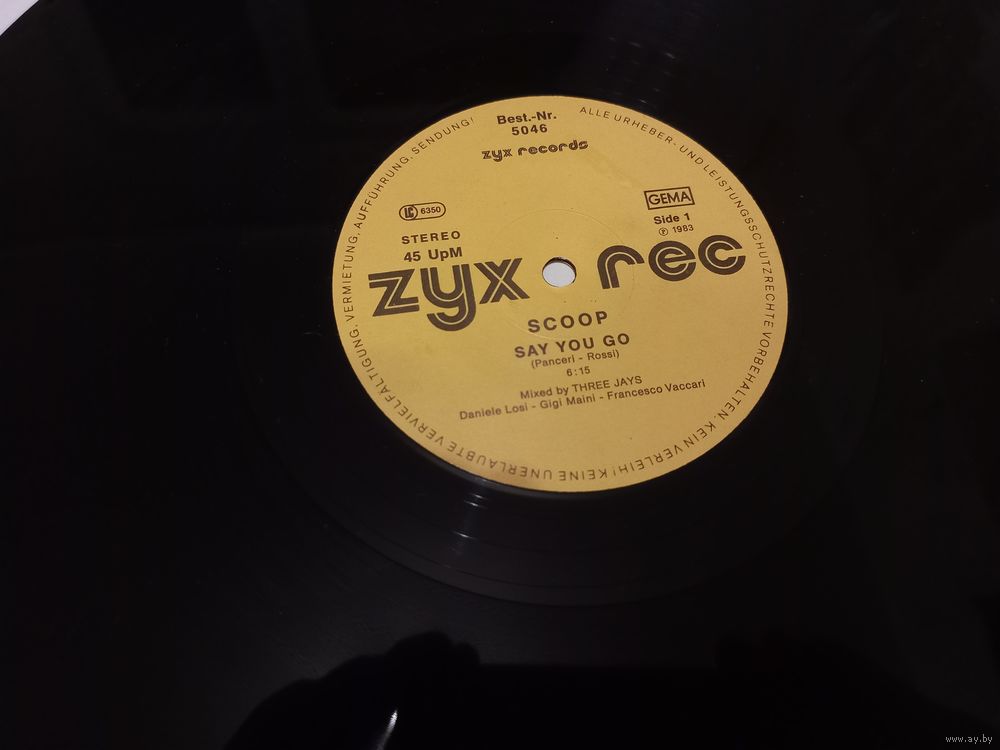 Best.-Nr.
5046
zyx records
LC 6350
GEMA
STEREO
Side 1
45 UpM
℗ 1983
zyx rec
SCOOP
SAY YOU GO
(Panceri - Rossi)
6:15
Mixed by THREE JAYS
Daniele Losi - Gigi Maini - Francesco Vaccari
ALLE URHEBER- UND LEISTUNGSSCHUTZRECHTE VORBEHALTEN. KEIN VERLEIH! KEINE UNERLAUBTE VERVIELFÄLTIGUNG. VERMIETUNG, AUFFÜHRUNG, SENDUNG!
www.ay.by